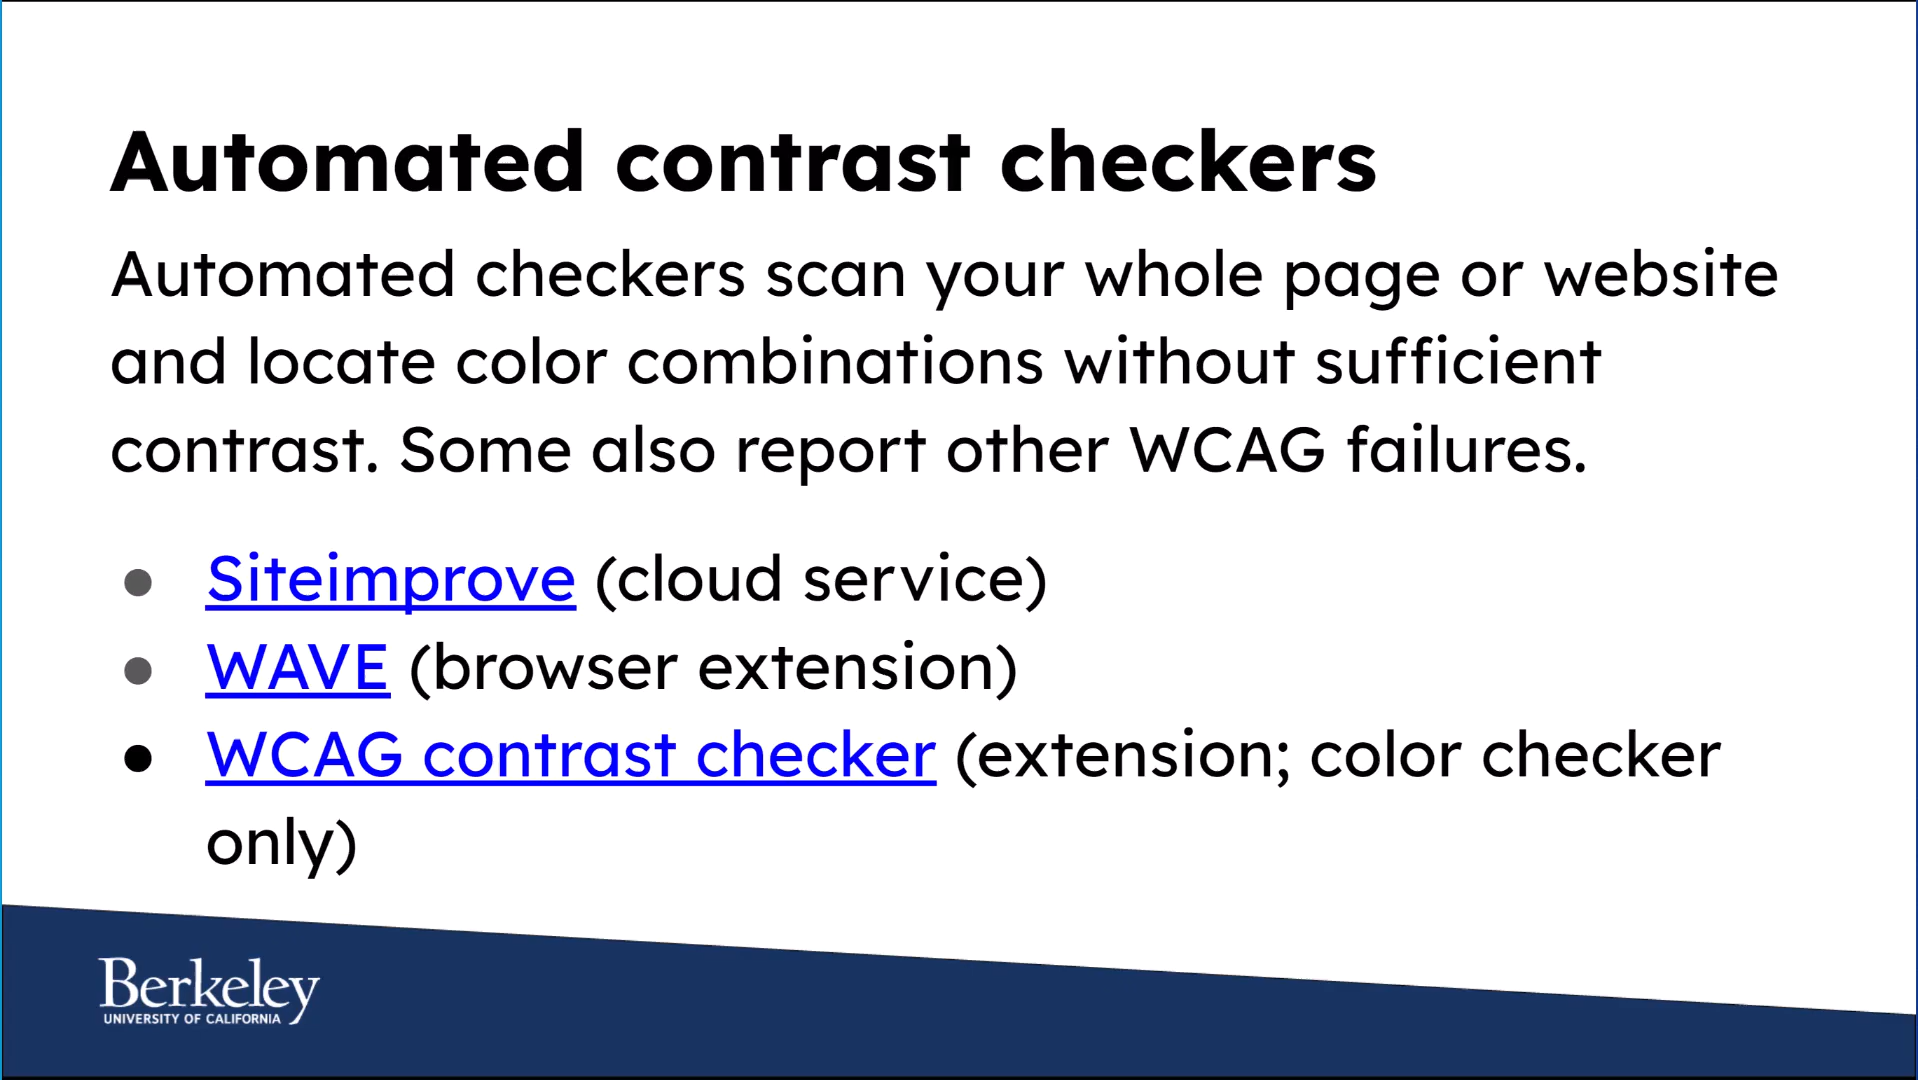 Automated contrast checkers
Automated checkers scan your whole page or website
and locate color combinations without sufficient
contrast. Some also report other WCAG failures.
● Siteimprove (cloud service)
● WAVE (browser extension)
● WCAG contrast checker (extension; color checker
only)
Berkeley
UNIVERSITY OF CALIFORNIA